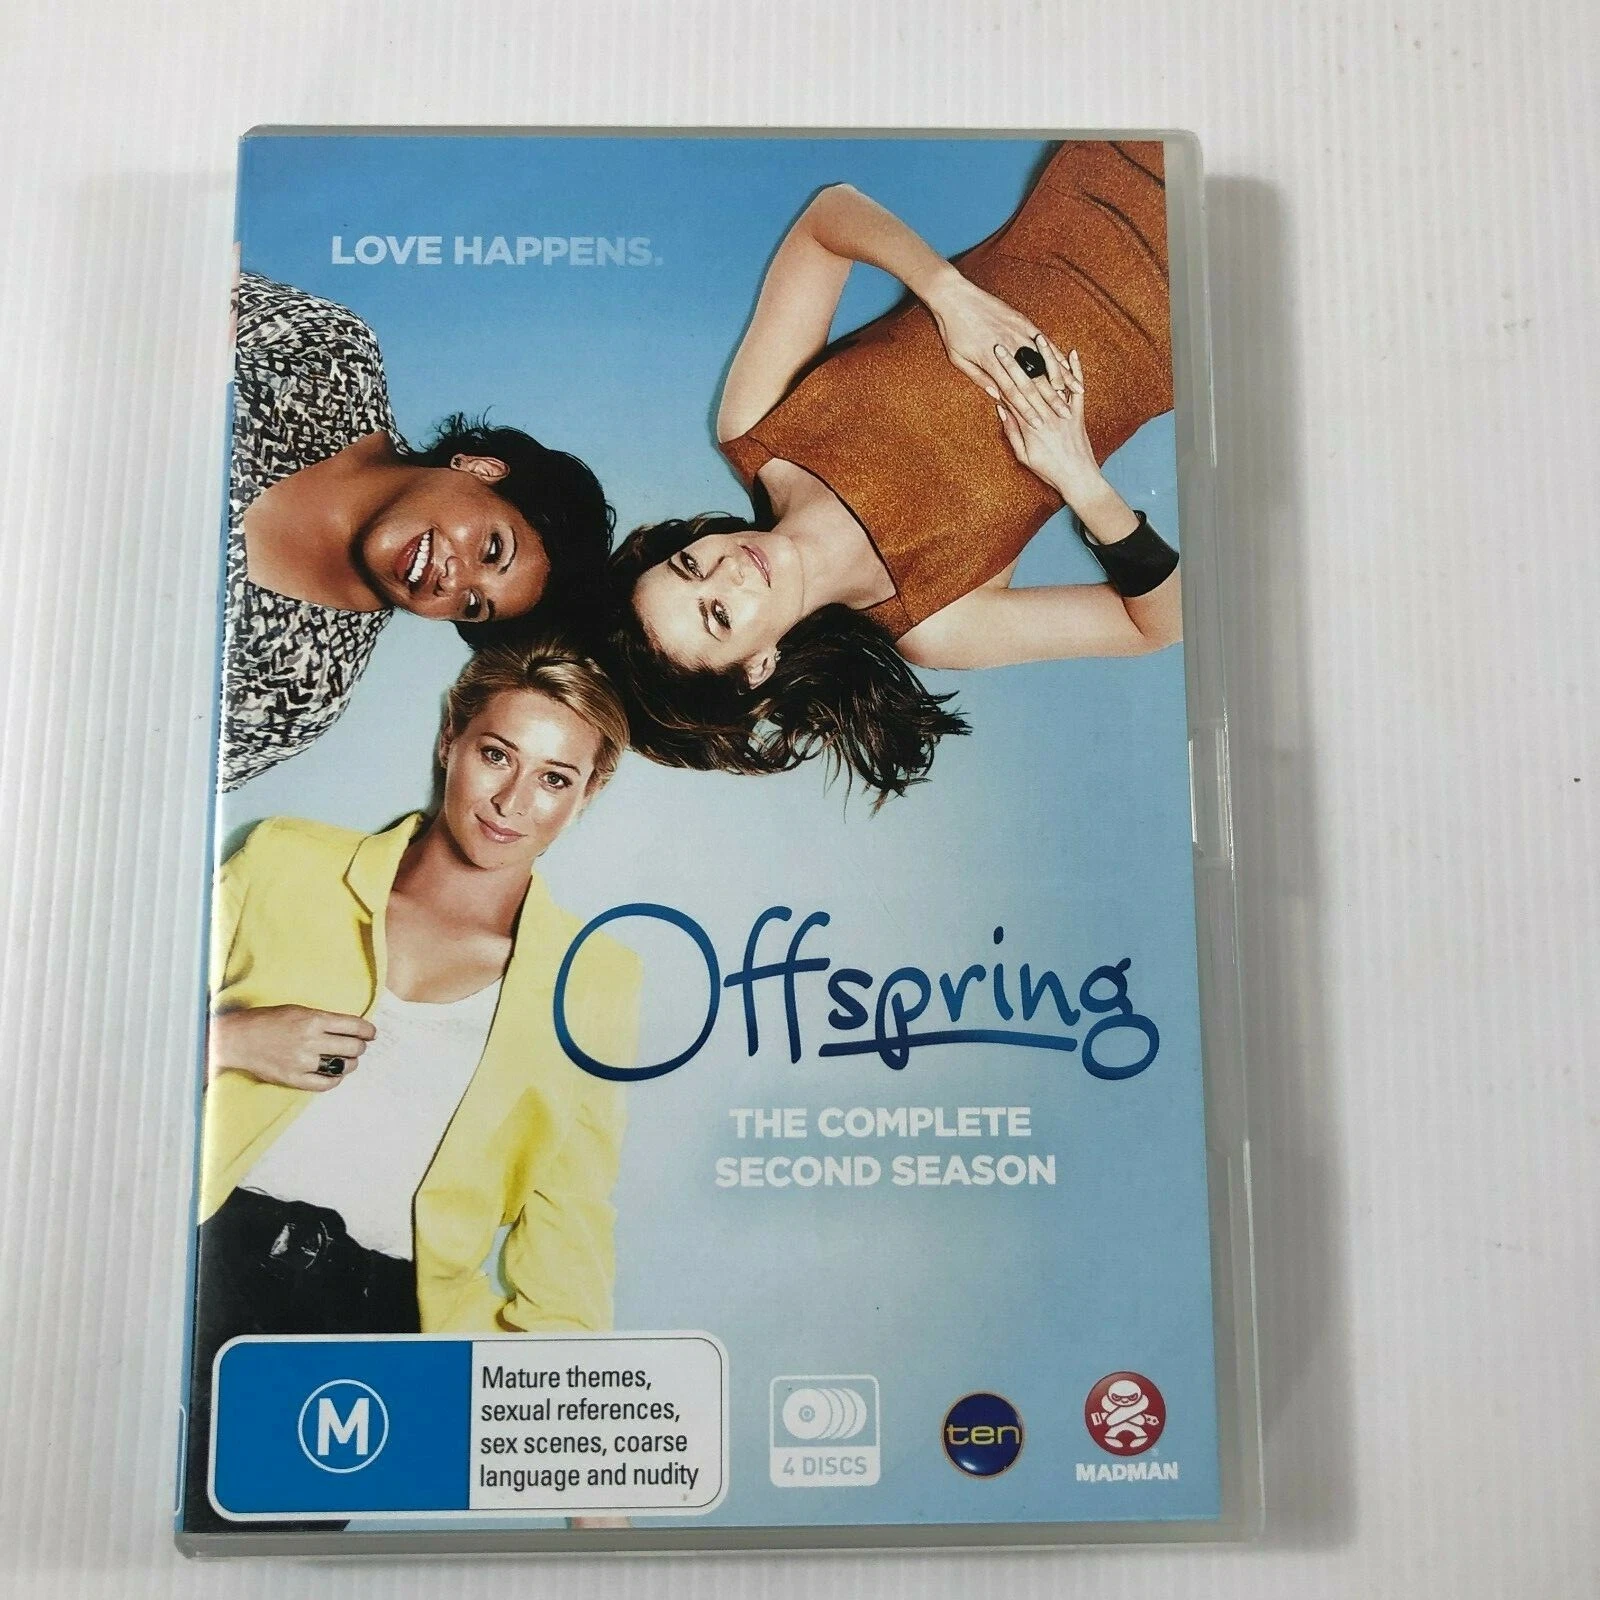 LOVE HAPPENS.
Offspring
THE COMPLETE
SECOND SEASON
M
Mature themes,
sexual references,
sex scenes, coarse
language and nudity
4 DISCS
ten
MADMAN